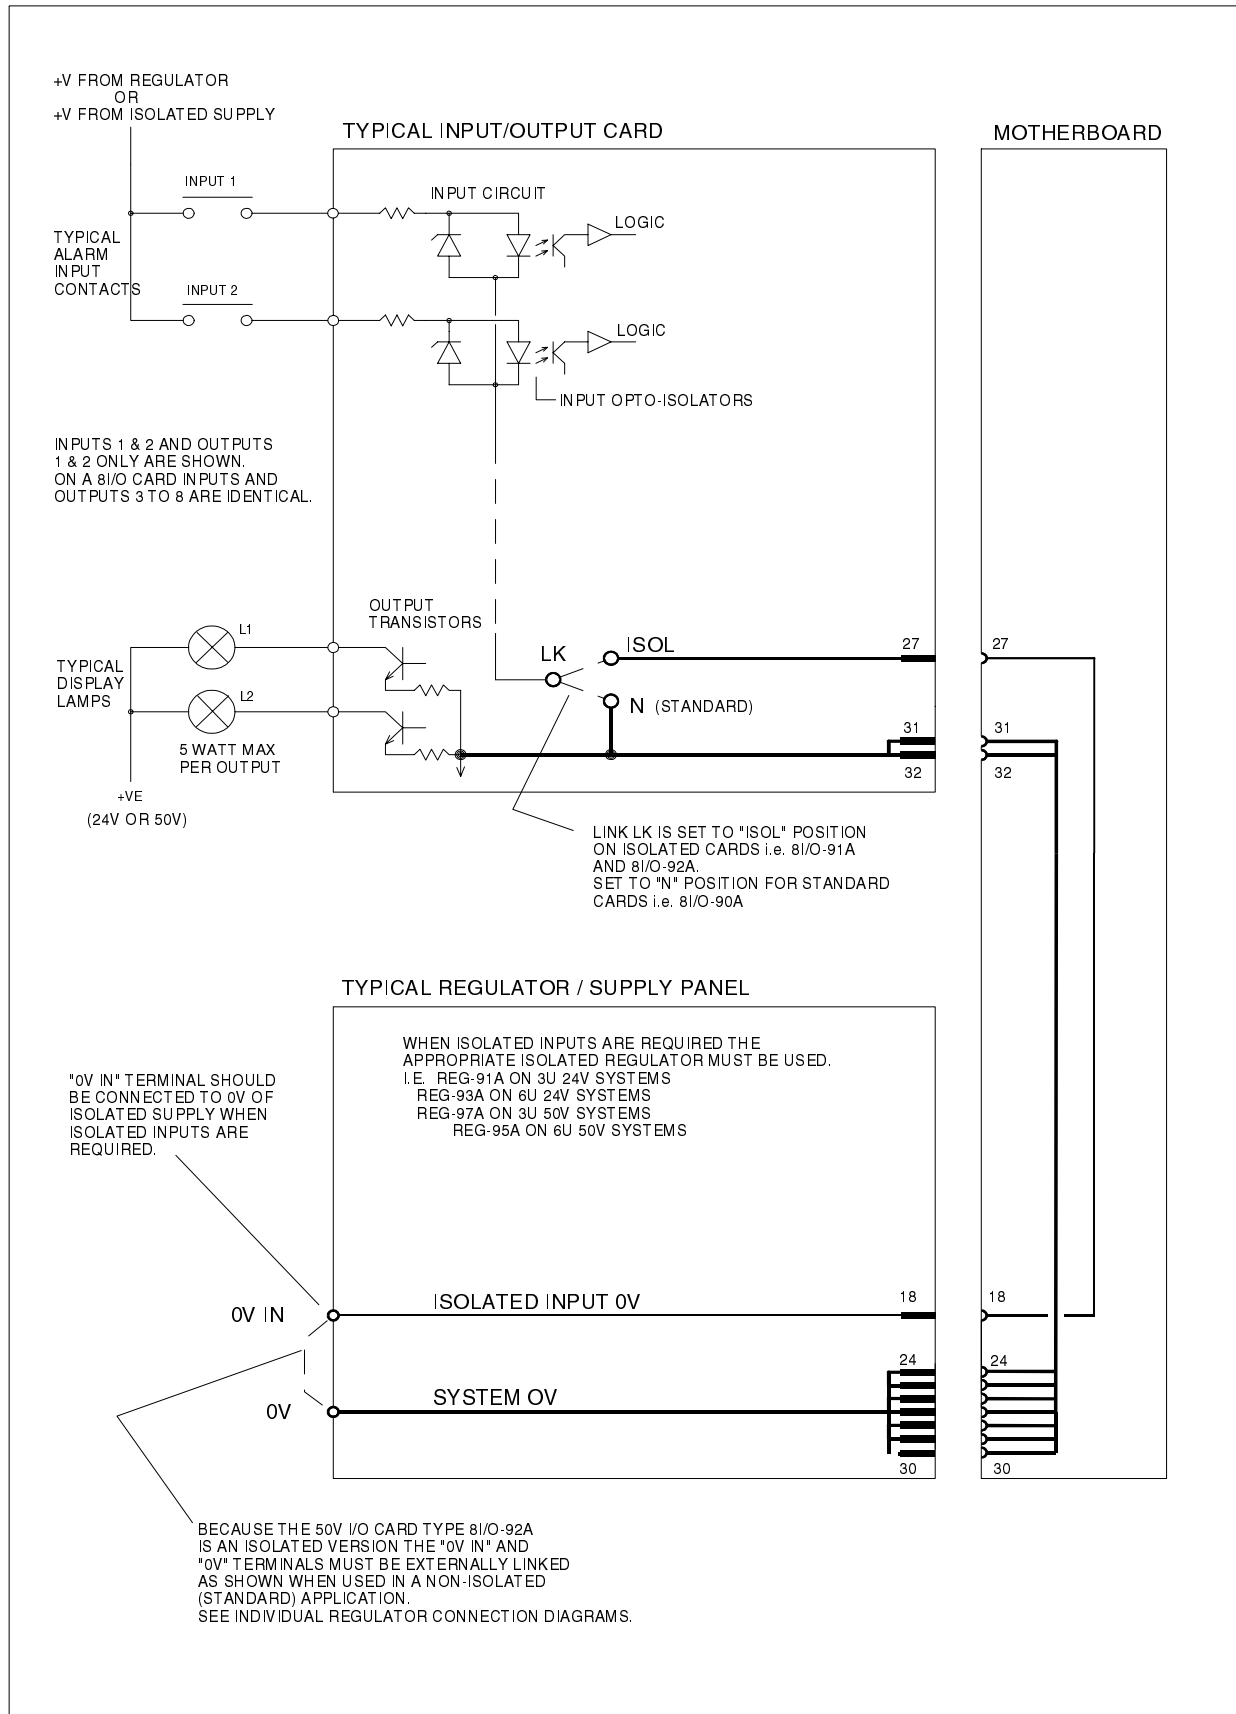 +V FROM REGULATOR
OR
+V FROM ISOLATED SUPPLY
TYPICAL INPUT/OUTPUT CARD
MOTHERBOARD
INPUT 1
INPUT CIRCUIT
LOGIC
TYPICAL
ALARM
INPUT
CONTACTS
INPUT 2
LOGIC
INPUT OPTO-ISOLATORS
INPUTS 1 & 2 AND OUTPUTS
1 & 2 ONLY ARE SHOWN.
ON A 8I/O CARD INPUTS AND
OUTPUTS 3 TO 8 ARE IDENTICAL.
OUTPUT
TRANSISTORS
L1
LK
ISOL
27
27
TYPICAL
DISPLAY
LAMPS
L2
N (STANDARD)
31
31
5 WATT MAX
PER OUTPUT
32
32
+VE
(24V OR 50V)
LINK LK IS SET TO "ISOL" POSITION
ON ISOLATED CARDS i.e. 8I/O-91A
AND 8I/O-92A.
SET TO "N" POSITION FOR STANDARD
CARDS i.e. 8I/O-90A
TYPICAL REGULATOR / SUPPLY PANEL
WHEN ISOLATED INPUTS ARE REQUIRED THE
APPROPRIATE ISOLATED REGULATOR MUST BE USED.
I.E. REG-91A ON 3U 24V SYSTEMS
REG-93A ON 6U 24V SYSTEMS
REG-97A ON 3U 50V SYSTEMS
REG-95A ON 6U 50V SYSTEMS
"0V IN" TERMINAL SHOULD
BE CONNECTED TO 0V OF
ISOLATED SUPPLY WHEN
ISOLATED INPUTS ARE
REQUIRED.
0V IN
ISOLATED INPUT 0V
18
18
24
24
0V
SYSTEM OV
30
30
BECAUSE THE 50V I/O CARD TYPE 8I/O-92A
IS AN ISOLATED VERSION THE "0V IN" AND
"0V" TERMINALS MUST BE EXTERNALLY LINKED
AS SHOWN WHEN USED IN A NON-ISOLATED
(STANDARD) APPLICATION.
SEE INDIVIDUAL REGULATOR CONNECTION DIAGRAMS.